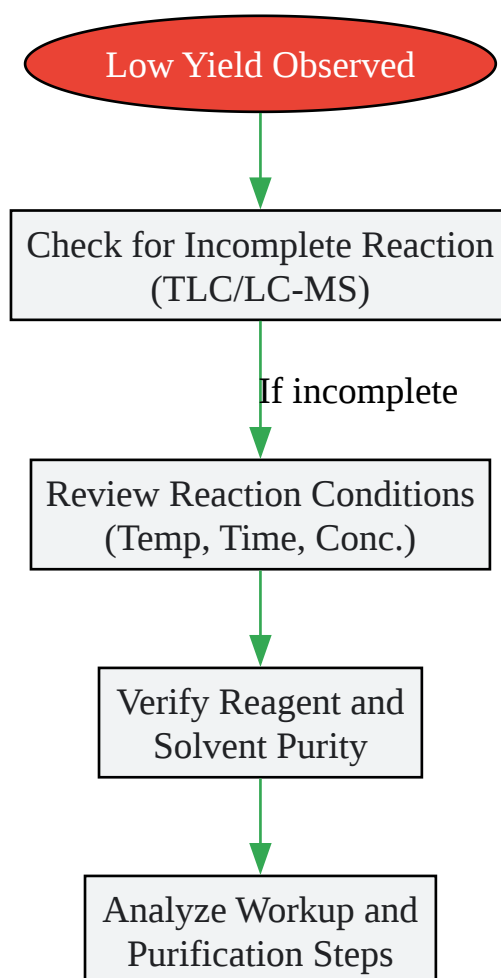 Low Yield Observed
Check for Incomplete Reaction
(TLC/LC-MS)
If incomplete
Review Reaction Conditions
(Temp, Time, Conc.)
Verify Reagent and
Solvent Purity
Analyze Workup and
Purification Steps